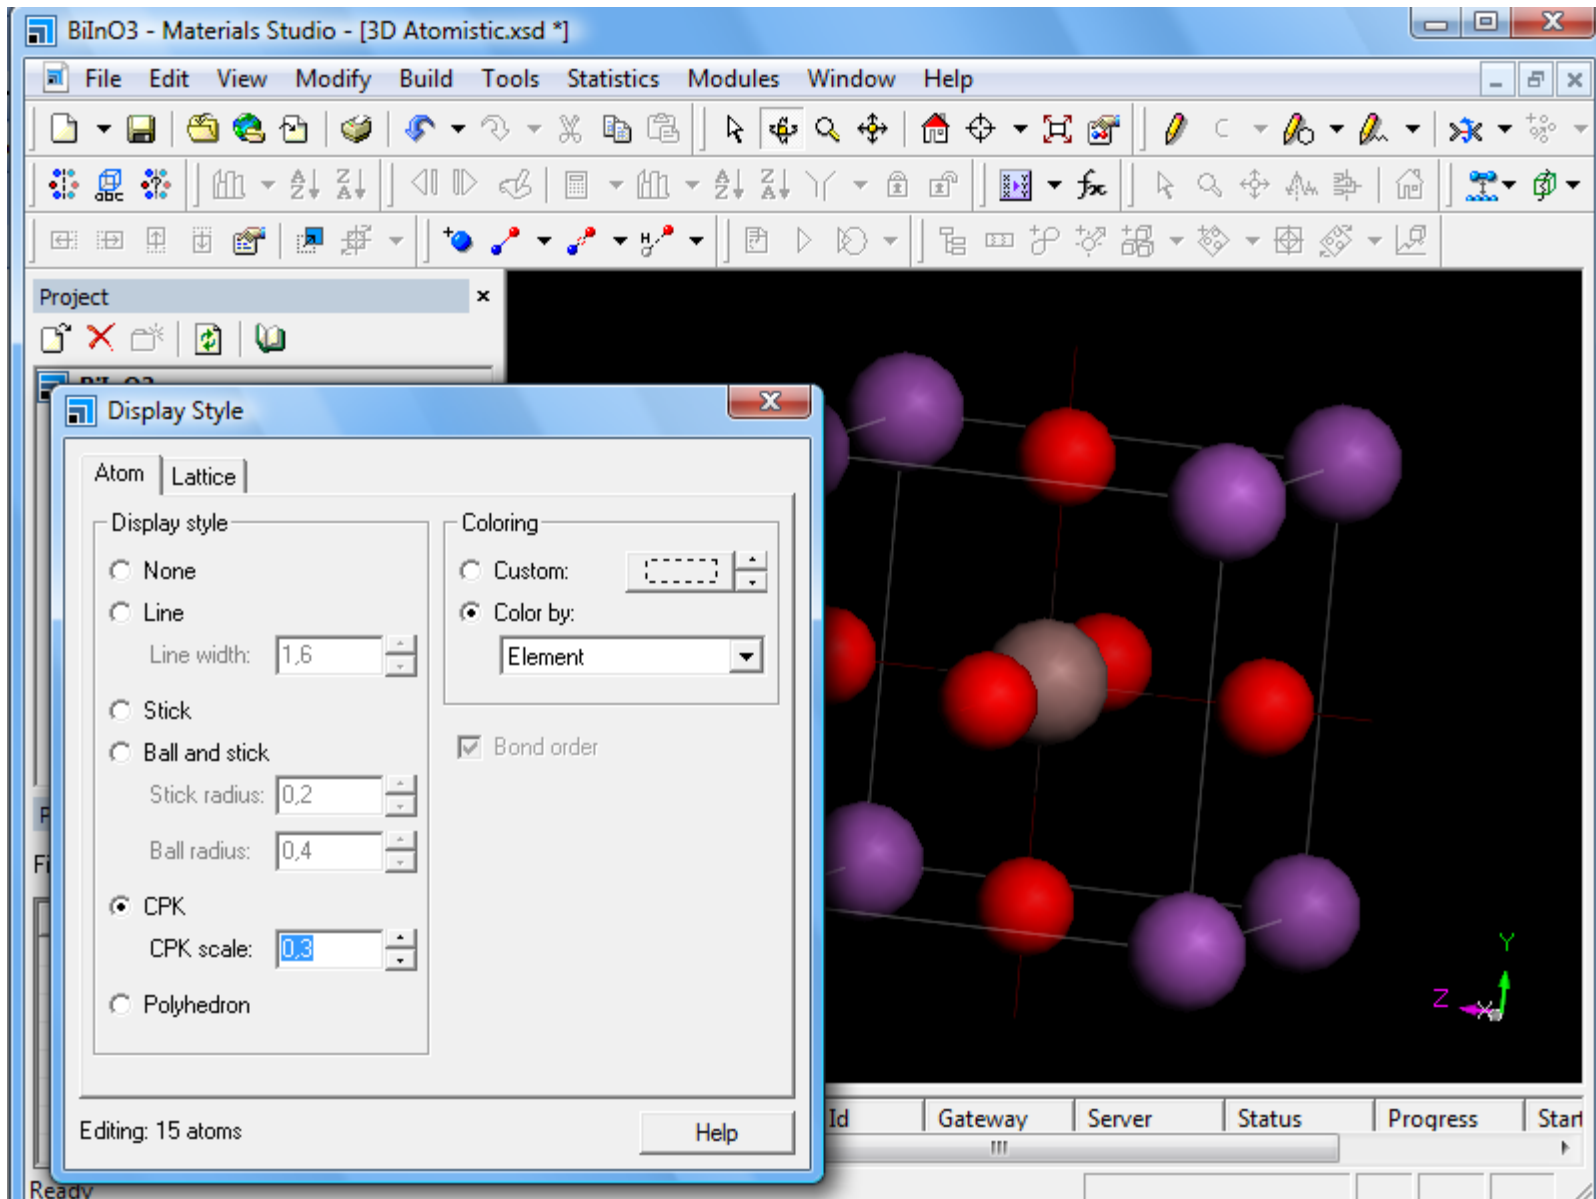 BiInO3 - Materials Studio - [3D Atomistic.xsd *]
File Edit View Modify Build Tools Statistics Modules Window Help
Project
Display Style
Atom Lattice
Display style
None
Line
Line width: 1,6
Stick
Ball and stick
Stick radius: 0,2
Ball radius: 0,4
CPK
CPK scale: 0,3
Polyhedron
Coloring
Custom:
Color by:
Element
Bond order
Editing: 15 atoms
Help
Y
Z
X
Id Gateway Server Status Progress Start
Ready